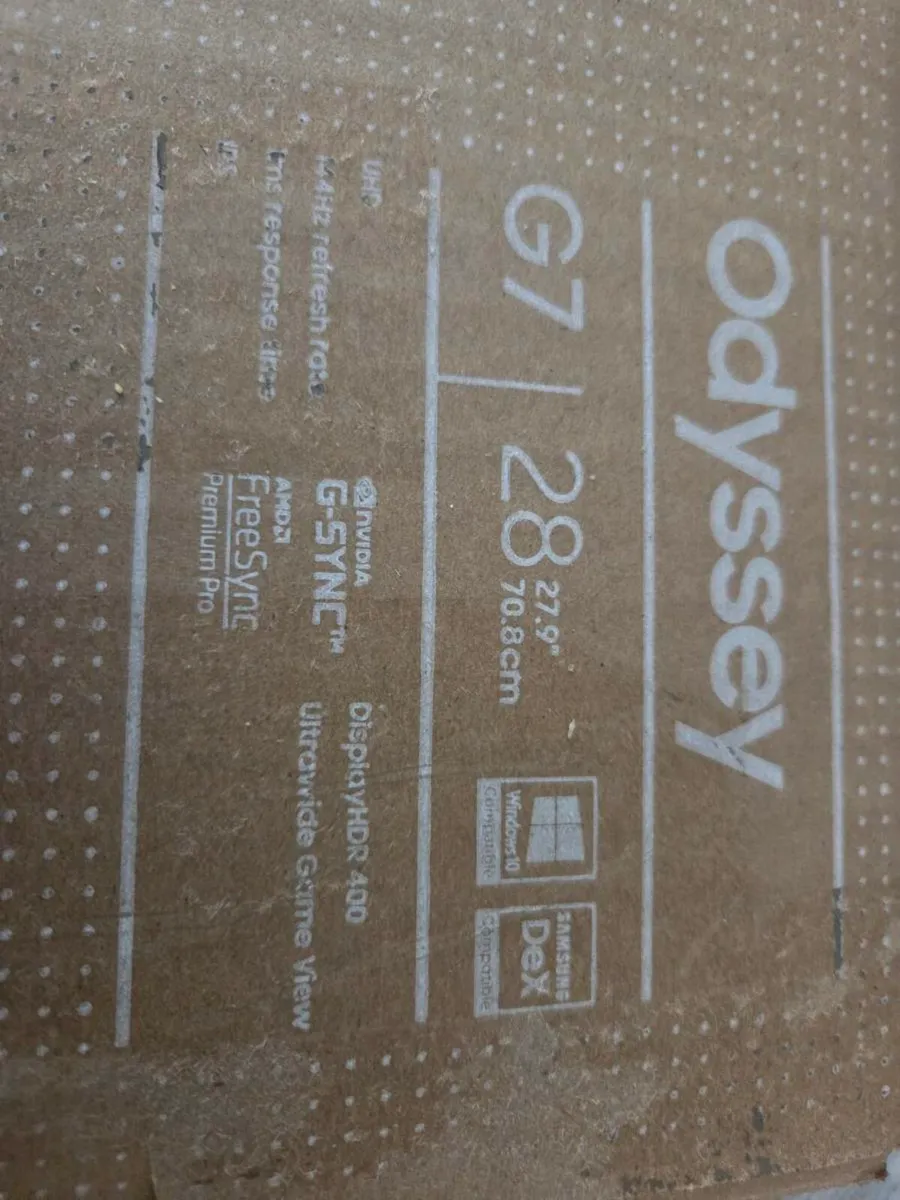 Odyssey
G7
28
27.9"
70.8cm
Windows10
Compatible
SAMSUNG
DeX
Compatible
UHD
144Hz refresh rate
1ms response time
IPS
NVIDIA
G-SYNC™
AMD
FreeSync
Premium Pro
DisplayHDR 400
Ultrawide Game View